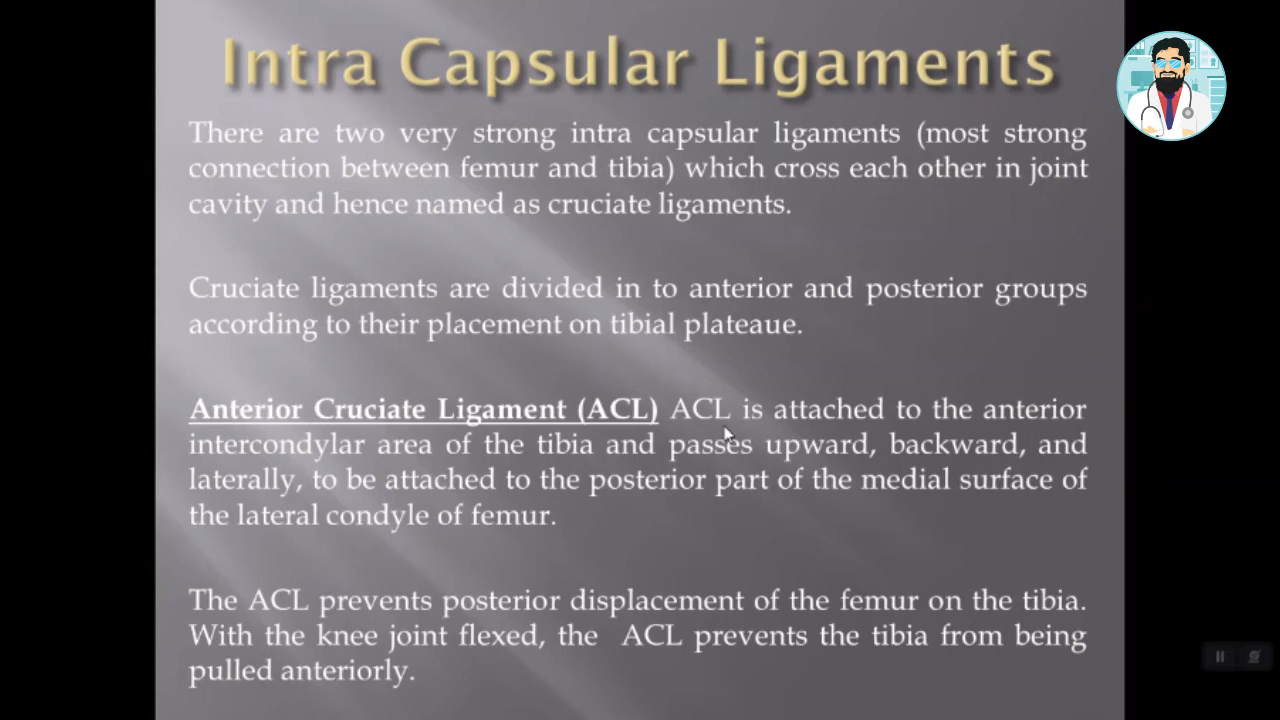 Intra Capsular Ligaments
There are two very strong intra capsular ligaments (most strong
connection between femur and tibia) which cross each other in joint
cavity and hence named as cruciate ligaments.
Cruciate ligaments are divided in to anterior and posterior groups
according to their placement on tibial plateaue.
Anterior Cruciate Ligament (ACL) ACL is attached to the anterior
intercondylar area of the tibia and passes upward, backward, and
laterally, to be attached to the posterior part of the medial surface of
the lateral condyle of femur.
The ACL prevents posterior displacement of the femur on the tibia.
With the knee joint flexed, the ACL prevents the tibia from being
pulled anteriorly.